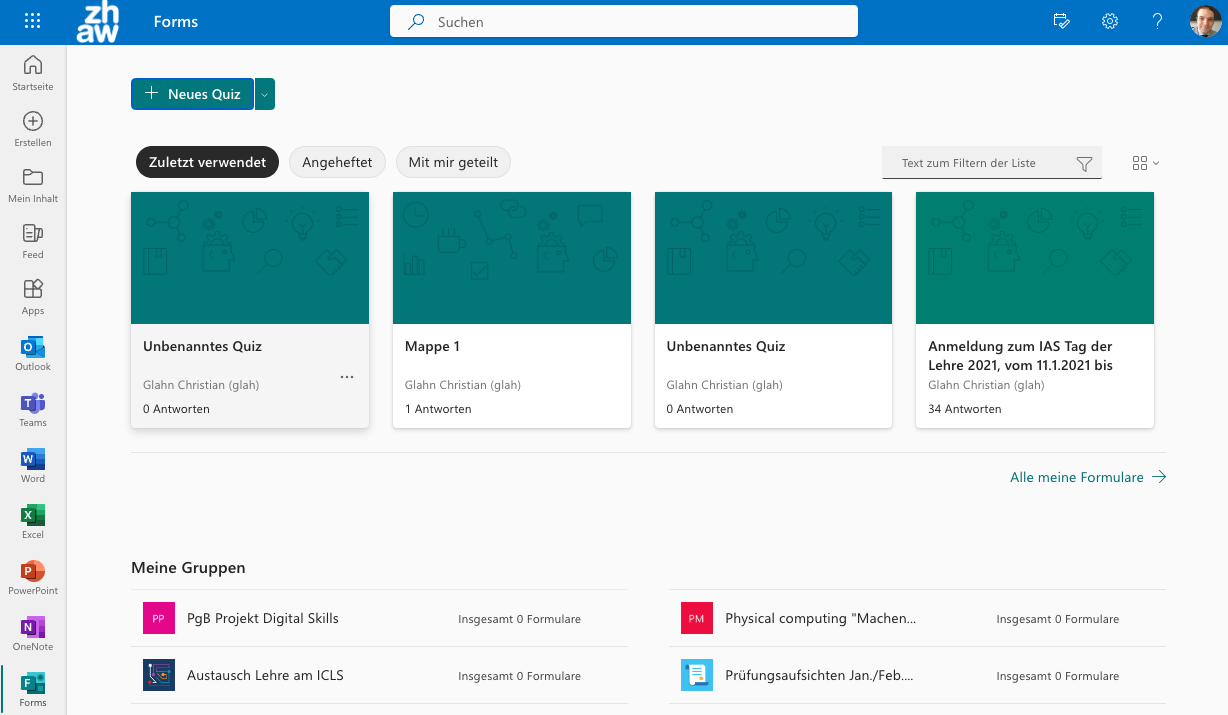 zh
aw
Forms
Suchen
?
Startseite
Erstellen
Mein Inhalt
Feed
Apps
Outlook
Teams
Word
Excel
PowerPoint
OneNote
Forms
+ Neues Quiz
Zuletzt verwendet
Angeheftet
Mit mir geteilt
Text zum Filtern der Liste
Unbenanntes Quiz
Glahn Christian (glah)
...
0 Antworten
Mappe 1
Glahn Christian (glah)
1 Antworten
Unbenanntes Quiz
Glahn Christian (glah)
0 Antworten
Anmeldung zum IAS Tag der
Lehre 2021, vom 11.1.2021 bis
Glahn Christian (glah)
34 Antworten
Alle meine Formulare →
Meine Gruppen
PP PgB Projekt Digital Skills Insgesamt 0 Formulare
PM Physical computing "Machen... Insgesamt 0 Formulare
Austausch Lehre am ICLS Insgesamt 0 Formulare
Prüfungsaufsichten Jan./Feb.... Insgesamt 0 Formulare